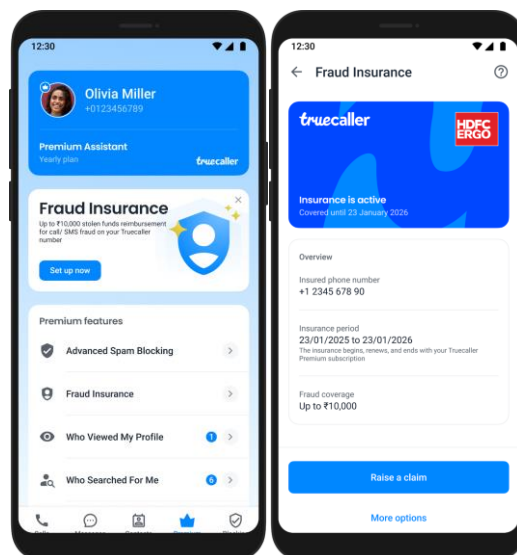 12:30
Olivia Miller
+0123456789
Premium Assistant
Yearly plan
truecaller
Fraud Insurance
Up to ₹10,000 stolen funds reimbursement
for call/ SMS fraud on your Truecaller
number
Set up now
Premium features
Advanced Spam Blocking
Fraud Insurance
Who Viewed My Profile
1
Who Searched For Me
6
12:30
Fraud Insurance
truecaller
HDFC
ERGO
Insurance is active
Covered until 23 January 2026
Overview
Insured phone number
+1 2345 678 90
Insurance period
23/01/2025 to 23/01/2026
The insurance begins, renews, and ends with your Truecaller
Premium subscription
Fraud coverage
Up to ₹10,000
Raise a claim
More options